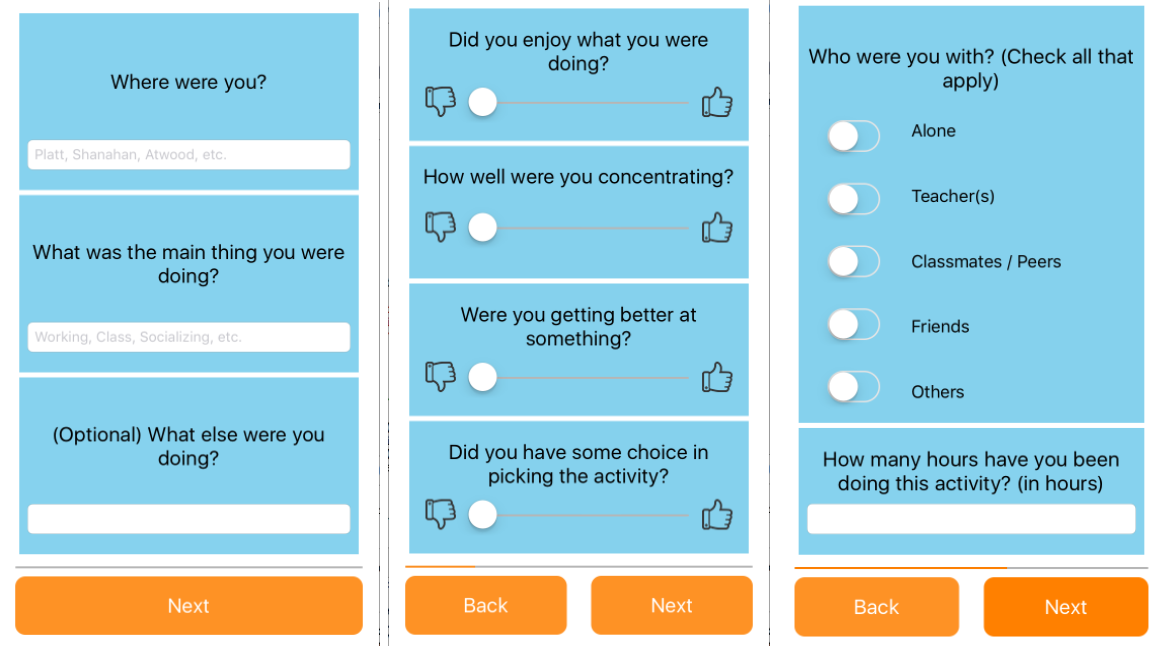 Where were you?
Platt, Shanahan, Atwood, etc.
What was the main thing you were
doing?
Working, Class, Socializing, etc.
(Optional) What else were you
doing?
Next
Did you enjoy what you were
doing?
How well were you concentrating?
Were you getting better at
something?
Did you have some choice in
picking the activity?
Back
Next
Who were you with? (Check all that
apply)
Alone
Teacher(s)
Classmates / Peers
Friends
Others
How many hours have you been
doing this activity? (in hours)
Back
Next